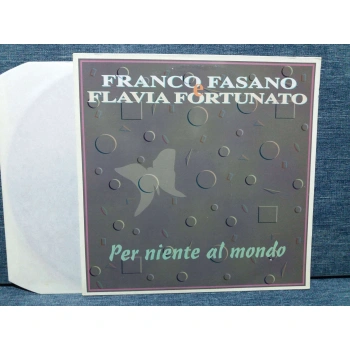 FRANCO FASANO
e
FLAVIA FORTUNATO
Per niente al mondo